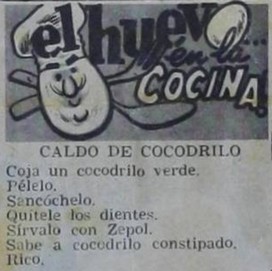 el huevo...
en la...
COCINA!
CALDO DE COCODRILO
Coja un cocodrilo verde.
Pélelo.
Sancóchelo.
Quítele los dientes.
Sírvalo con Zepol.
Sabe a cocodrilo constipado.
Rico.